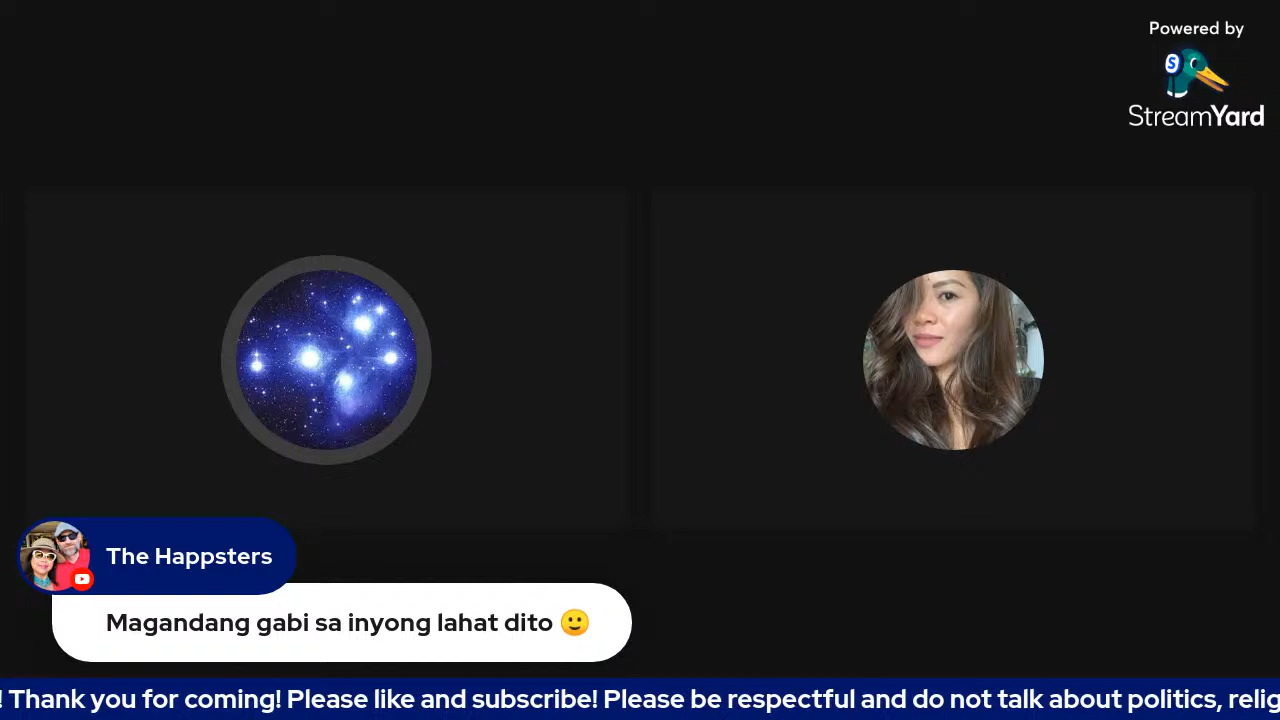 Powered by
S
StreamYard
The Happsters
Magandang gabi sa inyong lahat dito 🙂
! Thank you for coming! Please like and subscribe! Please be respectful and do not talk about politics, relig